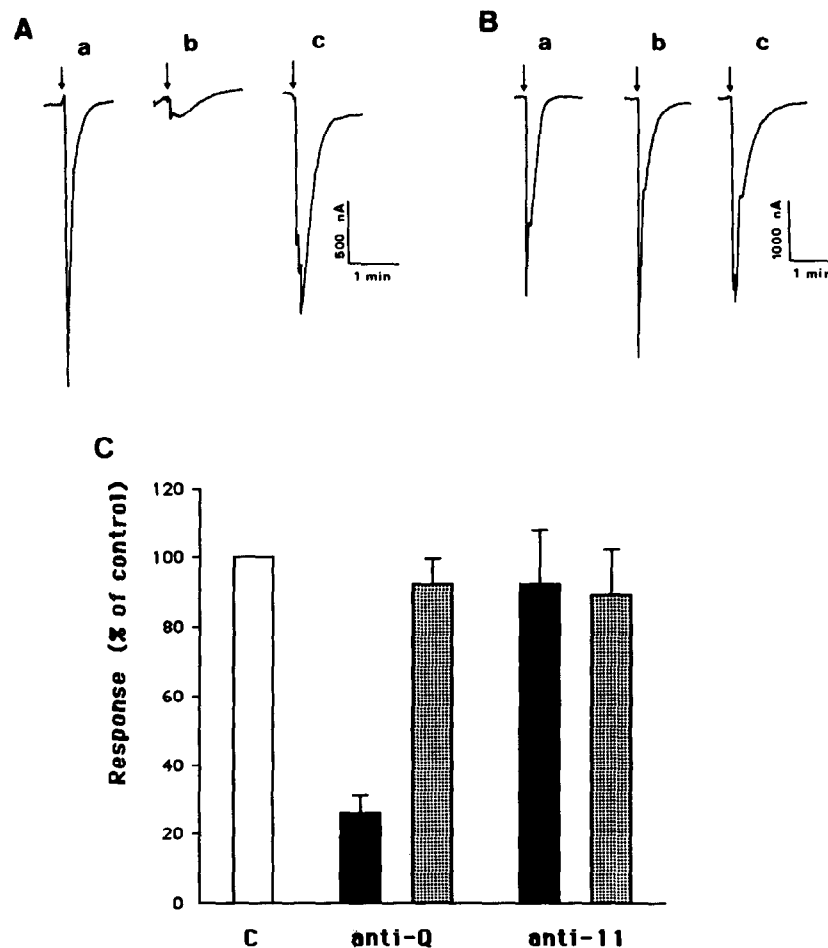 A
a
b
c
500 nA
1 min
B
a
b
c
1000 nA
1 min
C
Response (% of control)
120
100
80
60
40
20
0
C
anti-Q
anti-11